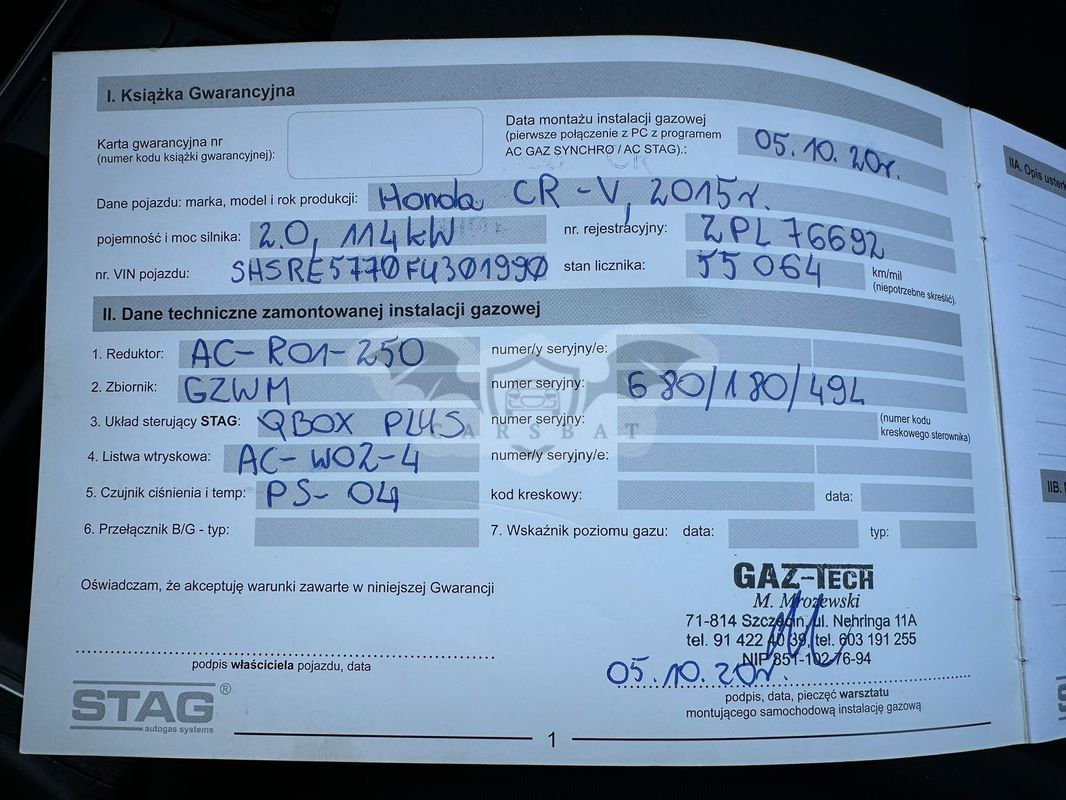 I. Książka Gwarancyjna
Karta gwarancyjna nr
(numer kodu książki gwarancyjnej):
Data montażu instalacji gazowej
(pierwsze połączenie z PC z programem
AC GAZ SYNCHRO / AC STAG).: 05.10.20r.
Dane pojazdu: marka, model i rok produkcji: Honda CR-V, 2015r.
pojemność i moc silnika: 2.0, 114kW nr. rejestracyjny: ZPL 76692
nr. VIN pojazdu: SHSRE5770FU301990 stan licznika: 55 064 km/mil
(niepotrzebne skreślić).
II. Dane techniczne zamontowanej instalacji gazowej
1. Reduktor: AC-R01-250 numer/y seryjny/e:
2. Zbiornik: GZWM numer seryjny: 680/180/494
3. Układ sterujący STAG: QBOX PLUS numer seryjny: (numer kodu
kreskowego sterownika)
CARSBAT
4. Listwa wtryskowa: AC-W02-4 numer/y seryjny/e:
5. Czujnik ciśnienia i temp: PS-04 kod kreskowy: data:
6. Przełącznik B/G - typ: 7. Wskaźnik poziomu gazu: data: typ:
Oświadczam, że akceptuję warunki zawarte w niniejszej Gwarancji
GAZ-TECH
M. Mrożewski
71-814 Szczecin, ul. Nehringa 11A
tel. 91 422 40 39, tel. 603 191 255
NIP 851-102-76-94
05.10.20r.
podpis właściciela pojazdu, data
podpis, data, pieczęć warsztatu
montującego samochodową instalację gazową
STAG®
autogas systems
1
IIA. Opis
IIB.